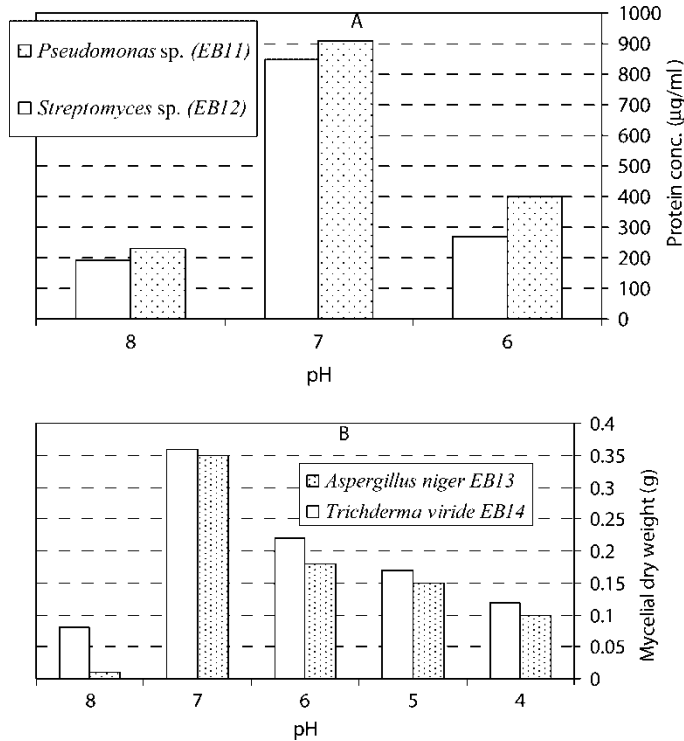 A
Pseudomonas sp. (EB11)
Streptomyces sp. (EB12)
1000
900
800
700
600
500
400
300
200
100
0
Protein conc. (µg/ml)
8 7 6
pH
B
Aspergillus niger EB13
Trichderma viride EB14
0.4
0.35
0.3
0.25
0.2
0.15
0.1
0.05
0
Mycelial dry weight (g)
8 7 6 5 4
pH